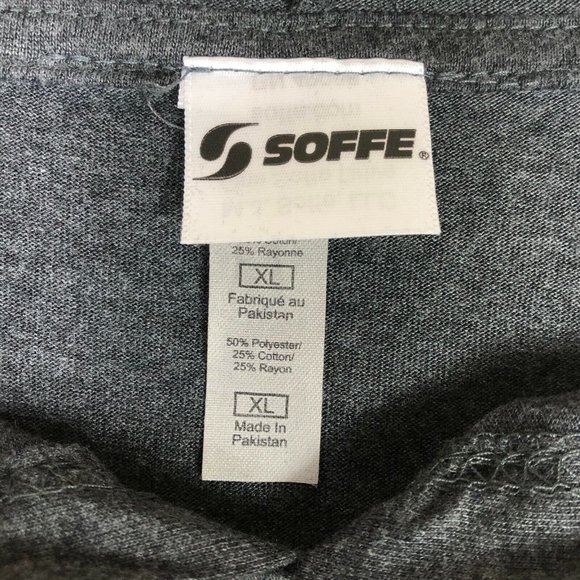 SOFFE®
25% Rayonne
XL
Fabriqué au
Pakistan
50% Polyester/
25% Cotton/
25% Rayon
XL
Made In
Pakistan